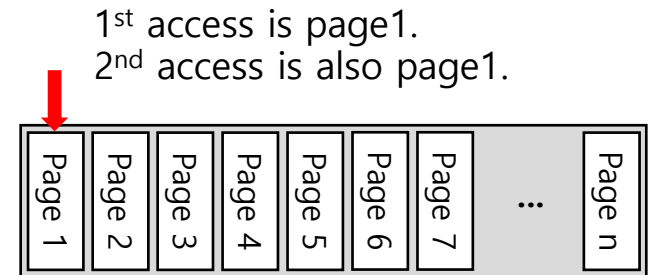 1st access is page1.
2nd access is also page1.
Page 1
Page 2
Page 3
Page 4
Page 5
Page 6
Page 7
...
Page n